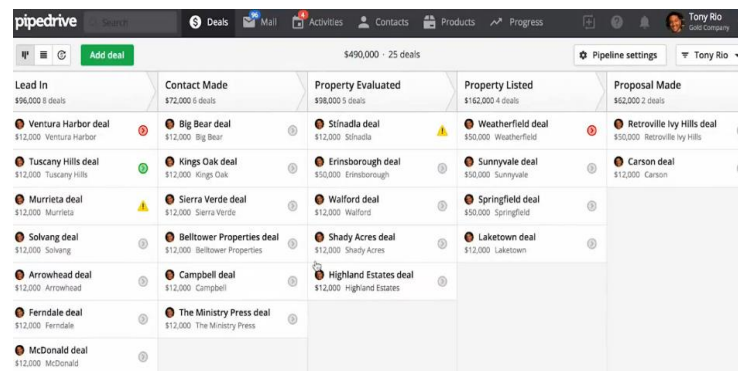 pipedrive
Search
Deals
96
Mail
4
Activities
Contacts
Products
Progress
Tony Rio
Gold Company
Add deal
$490,000 · 25 deals
Pipeline settings
Tony Rio
Lead In
$96,000 8 deals
Contact Made
$72,000 6 deals
Property Evaluated
$98,000 5 deals
Property Listed
$162,000 4 deals
Proposal Made
$62,000 2 deals
Ventura Harbor deal
$12,000 Ventura Harbor
Big Bear deal
$12,000 Big Bear
Stínadla deal
$12,000 Stínadla
Weatherfield deal
$50,000 Weatherfield
Retroville Ivy Hills deal
$50,000 Retroville Ivy Hills
Tuscany Hills deal
$12,000 Tuscany Hills
Kings Oak deal
$12,000 Kings Oak
Erinsborough deal
$50,000 Erinsborough
Sunnyvale deal
$50,000 Sunnyvale
Carson deal
$12,000 Carson
Murrieta deal
$12,000 Murrieta
Sierra Verde deal
$12,000 Sierra Verde
Walford deal
$12,000 Walford
Springfield deal
$50,000 Springfield
Solvang deal
$12,000 Solvang
Belltower Properties deal
$12,000 Belltower Properties
Shady Acres deal
$12,000 Shady Acres
Laketown deal
$12,000 Laketown
Arrowhead deal
$12,000 Arrowhead
Campbell deal
$12,000 Campbell
Highland Estates deal
$12,000 Highland Estates
Ferndale deal
$12,000 Ferndale
The Ministry Press deal
$12,000 The Ministry Press
McDonald deal
$12,000 McDonald